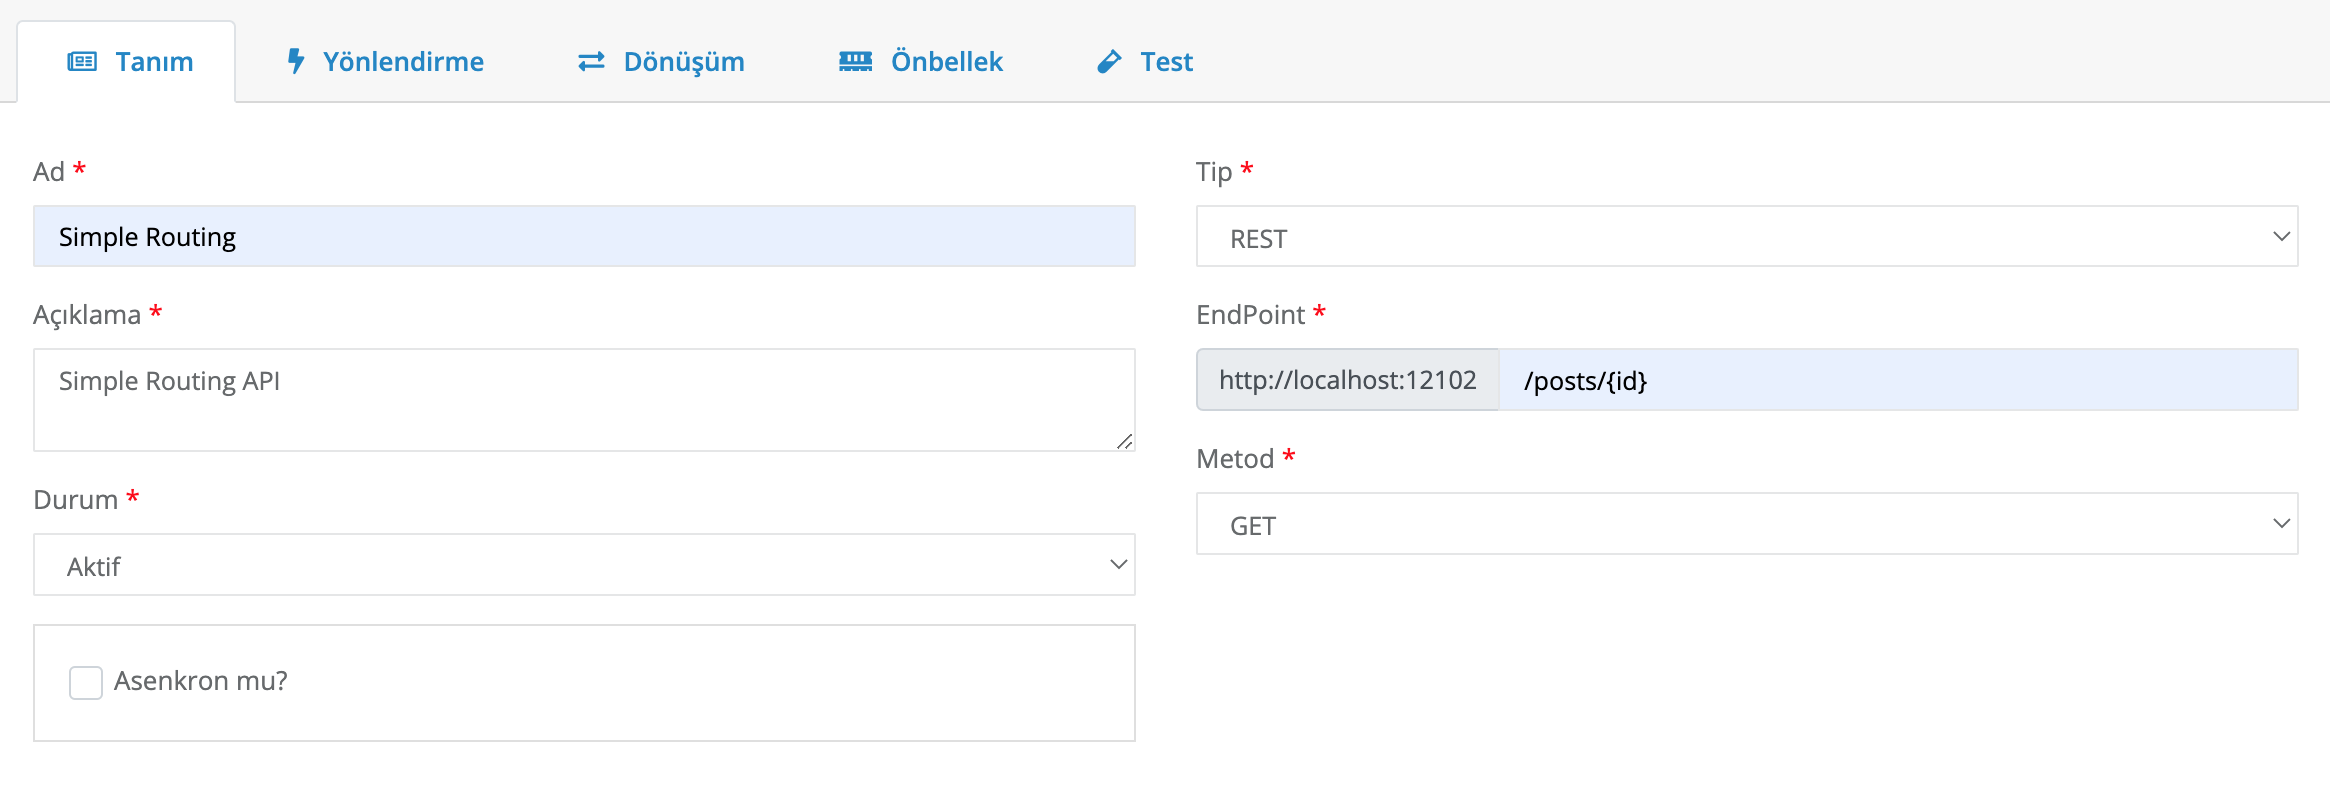 Tanım
Yönlendirme
Dönüşüm
Önbellek
Test
Ad *
Simple Routing
Açıklama *
Simple Routing API
Durum *
Aktif
Asenkron mu?
Tip *
REST
EndPoint *
http://localhost:12102 /posts/{id}
Metod *
GET